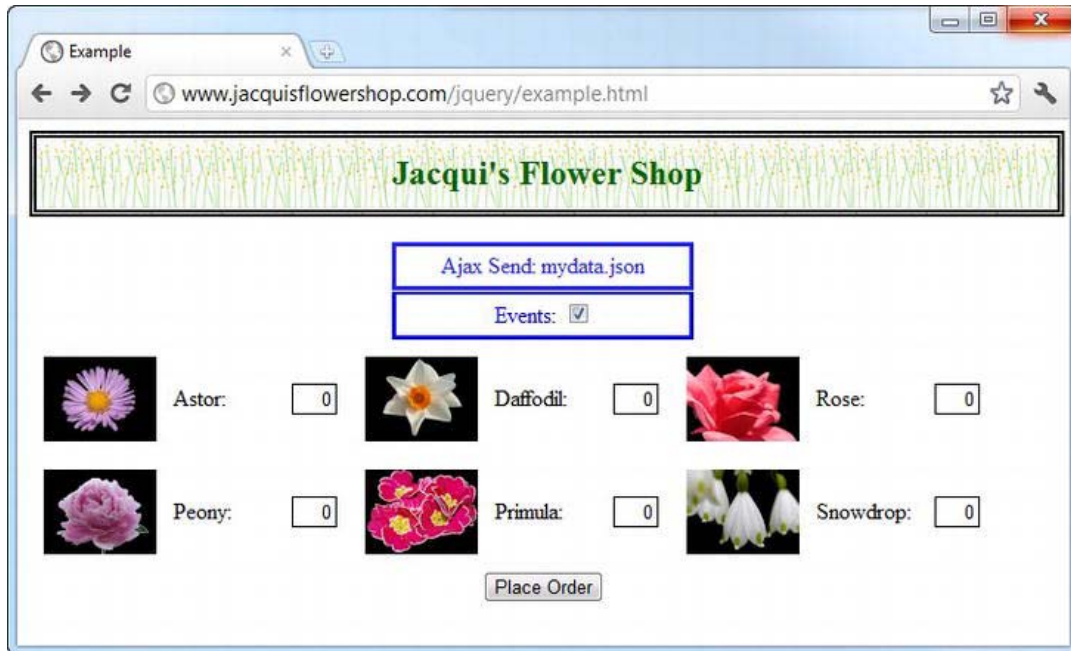 Example
www.jacquisflowershop.com/jquery/example.html
Jacqui's Flower Shop
Ajax Send: mydata.json
Events:
Astor: 0 Daffodil: 0 Rose: 0
Peony: 0 Primula: 0 Snowdrop: 0
Place Order